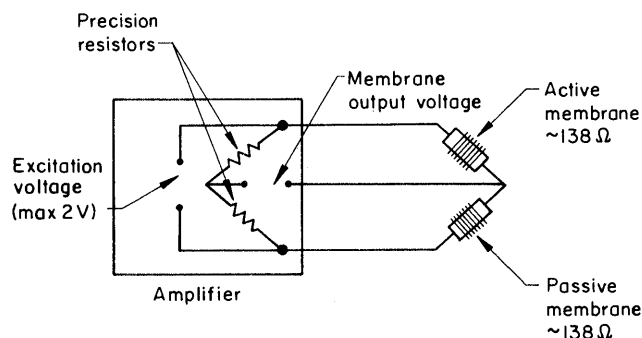 Precision
resistors
Membrane
output voltage
Active
membrane
~138 Ω
Excitation
voltage
(max 2 V)
Amplifier
Passive
membrane
~138 Ω